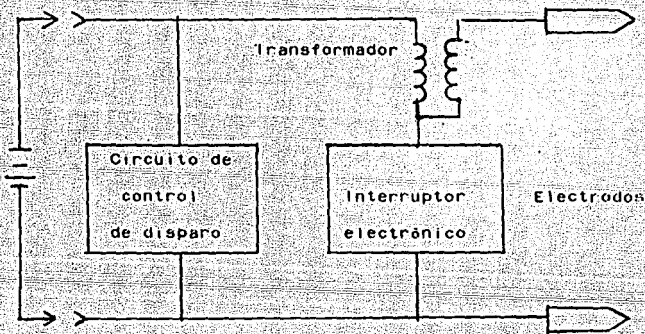 Transformador
Circuito de
control
de disparo
Interruptor
electrónico
Electrodos